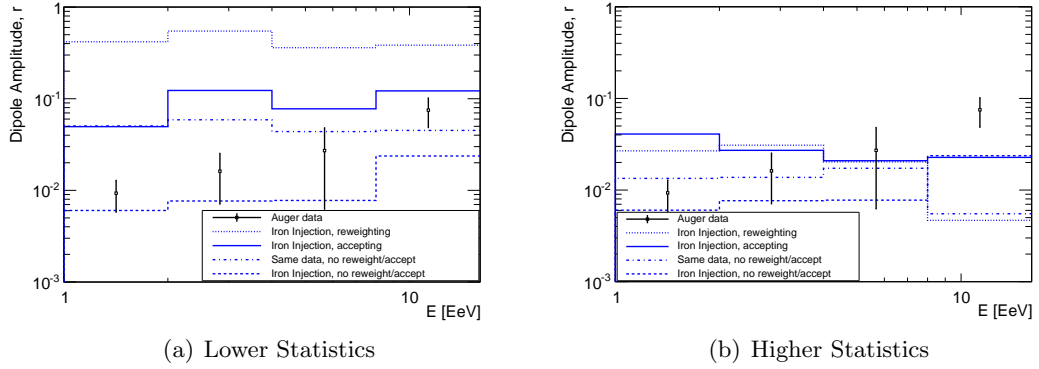 Dipole Amplitude, r
1
10-1
10-2
10-3
Auger data
Iron Injection, reweighting
Iron Injection, accepting
Same data, no reweight/accept
Iron Injection, no reweight/accept
1
10
E [EeV]
(a) Lower Statistics
Dipole Amplitude, r
1
10-1
10-2
10-3
Auger data
Iron Injection, reweighting
Iron Injection, accepting
Same data, no reweight/accept
Iron Injection, no reweight/accept
1
10
E [EeV]
(b) Higher Statistics